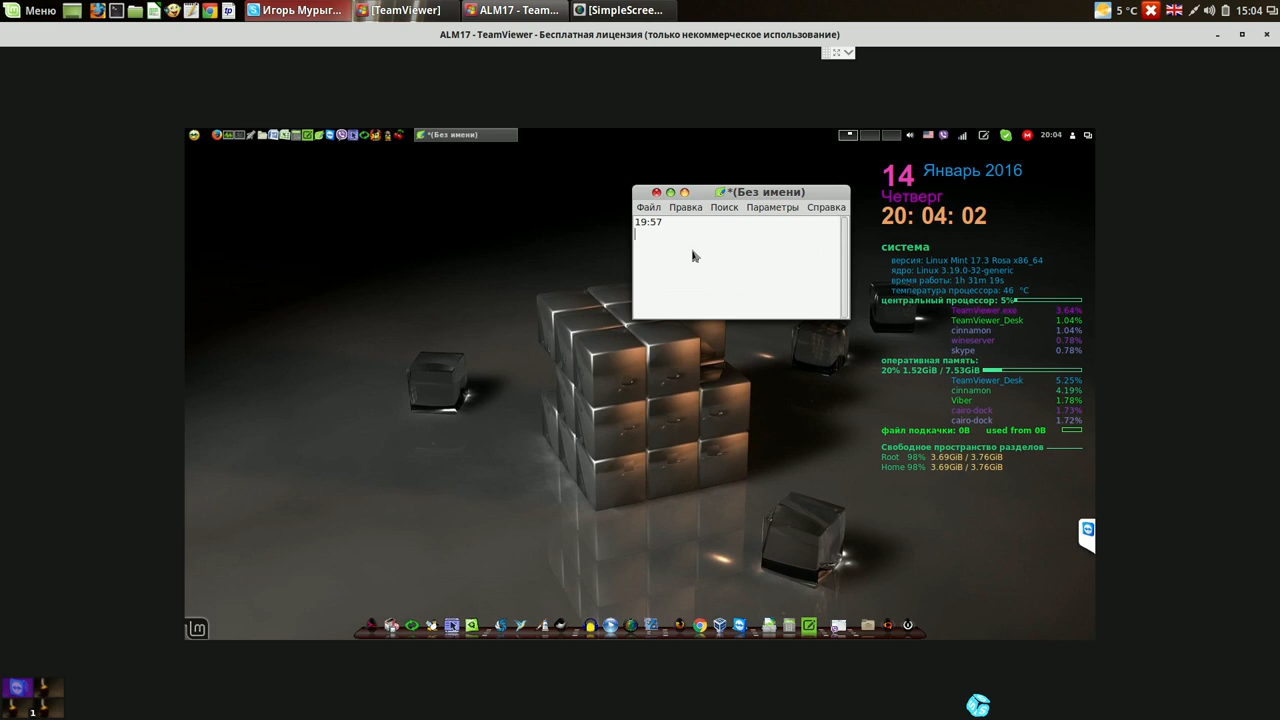 Меню
Игорь Мурыг...
[TeamViewer]
ALM17 - Team...
[SimpleScree...
5 °C
15:04
ALM17 - TeamViewer - Бесплатная лицензия (только некоммерческое использование)
*(Без имени)
20:04
14 Январь 2016
Четверг
20: 04: 02
*(Без имени)
Файл Правка Поиск Параметры Справка
19:57
система
версия: Linux Mint 17.3 Rosa x86_64
ядро: Linux 3.19.0-32-generic
время работы: 1h 31m 19s
температура процессора: 46 °C
центральный процессор: 5%
TeamViewer.exe 3.64%
TeamViewer_Desk 1.04%
cinnamon 1.04%
wineserver 0.78%
skype 0.78%
оперативная память:
20% 1.52GiB / 7.53GiB
TeamViewer_Desk 5.25%
cinnamon 4.19%
Viber 1.78%
cairo-dock 1.73%
cairo-dock 1.72%
файл подкачки: 0B used from 0B
Свободное пространство разделов
Root 98% 3.69GiB / 3.76GiB
Home 98% 3.69GiB / 3.76GiB
1